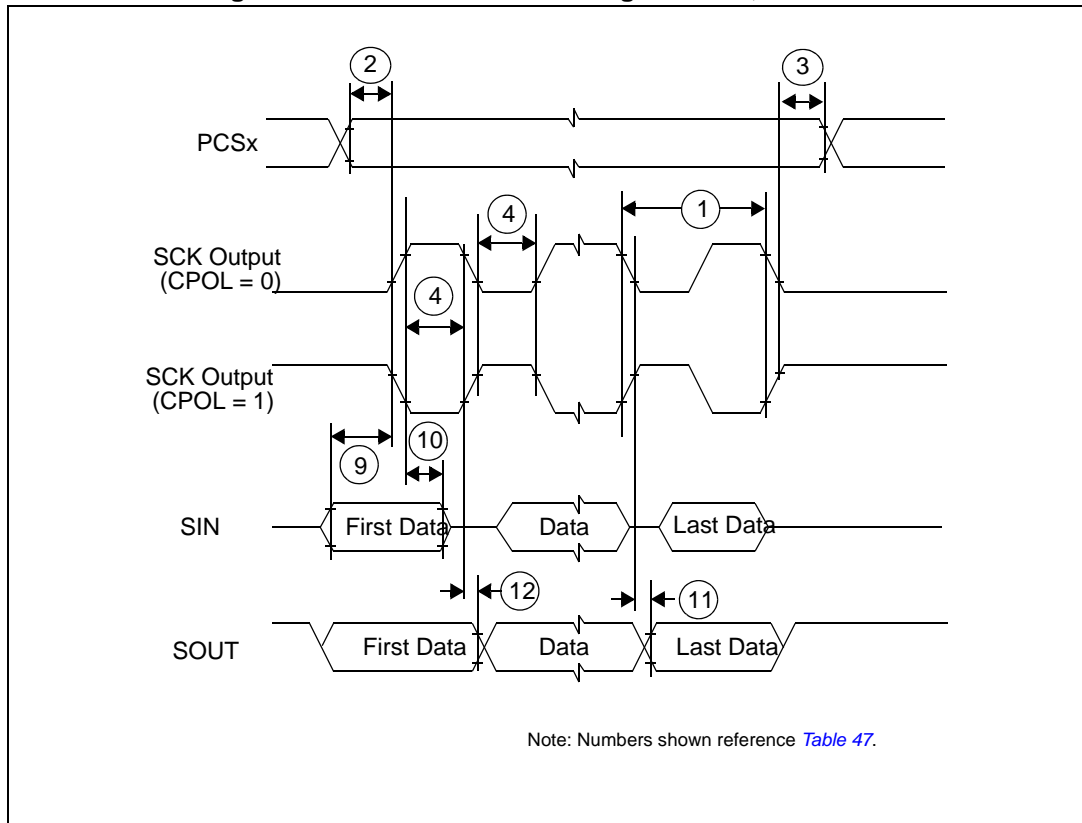 2
3
PCSx
4
1
SCK Output
(CPOL = 0)
4
SCK Output
(CPOL = 1)
10
9
SIN
First Data
Data
Last Data
12
11
SOUT
First Data
Data
Last Data
Note: Numbers shown reference Table 47.